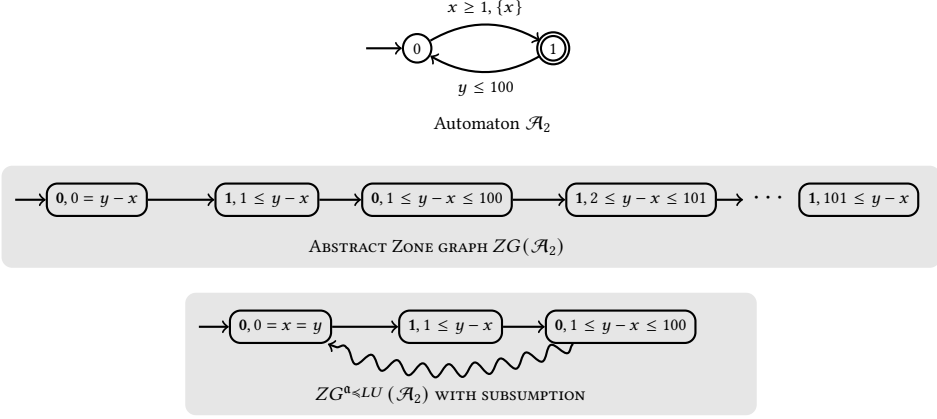 x ≥ 1, {x}
0
1
y ≤ 100
Automaton 𝒜₂
0, 0 = y − x
1, 1 ≤ y − x
0, 1 ≤ y − x ≤ 100
1, 2 ≤ y − x ≤ 101
· · ·
1, 101 ≤ y − x
Abstract Zone graph ZG(𝒜₂)
0, 0 = x = y
1, 1 ≤ y − x
0, 1 ≤ y − x ≤ 100
ZG^𝔞≼LU (𝒜₂) with subsumption